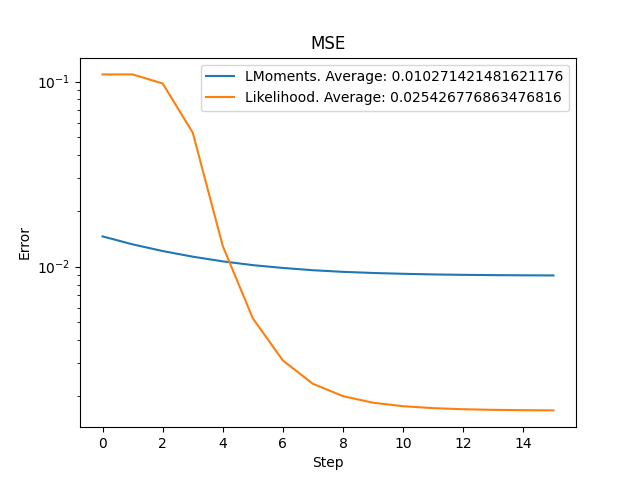 MSE
LMoments. Average: 0.010271421481621176
Likelihood. Average: 0.025426776863476816
Error
10⁻¹
10⁻²
0 2 4 6 8 10 12 14
Step